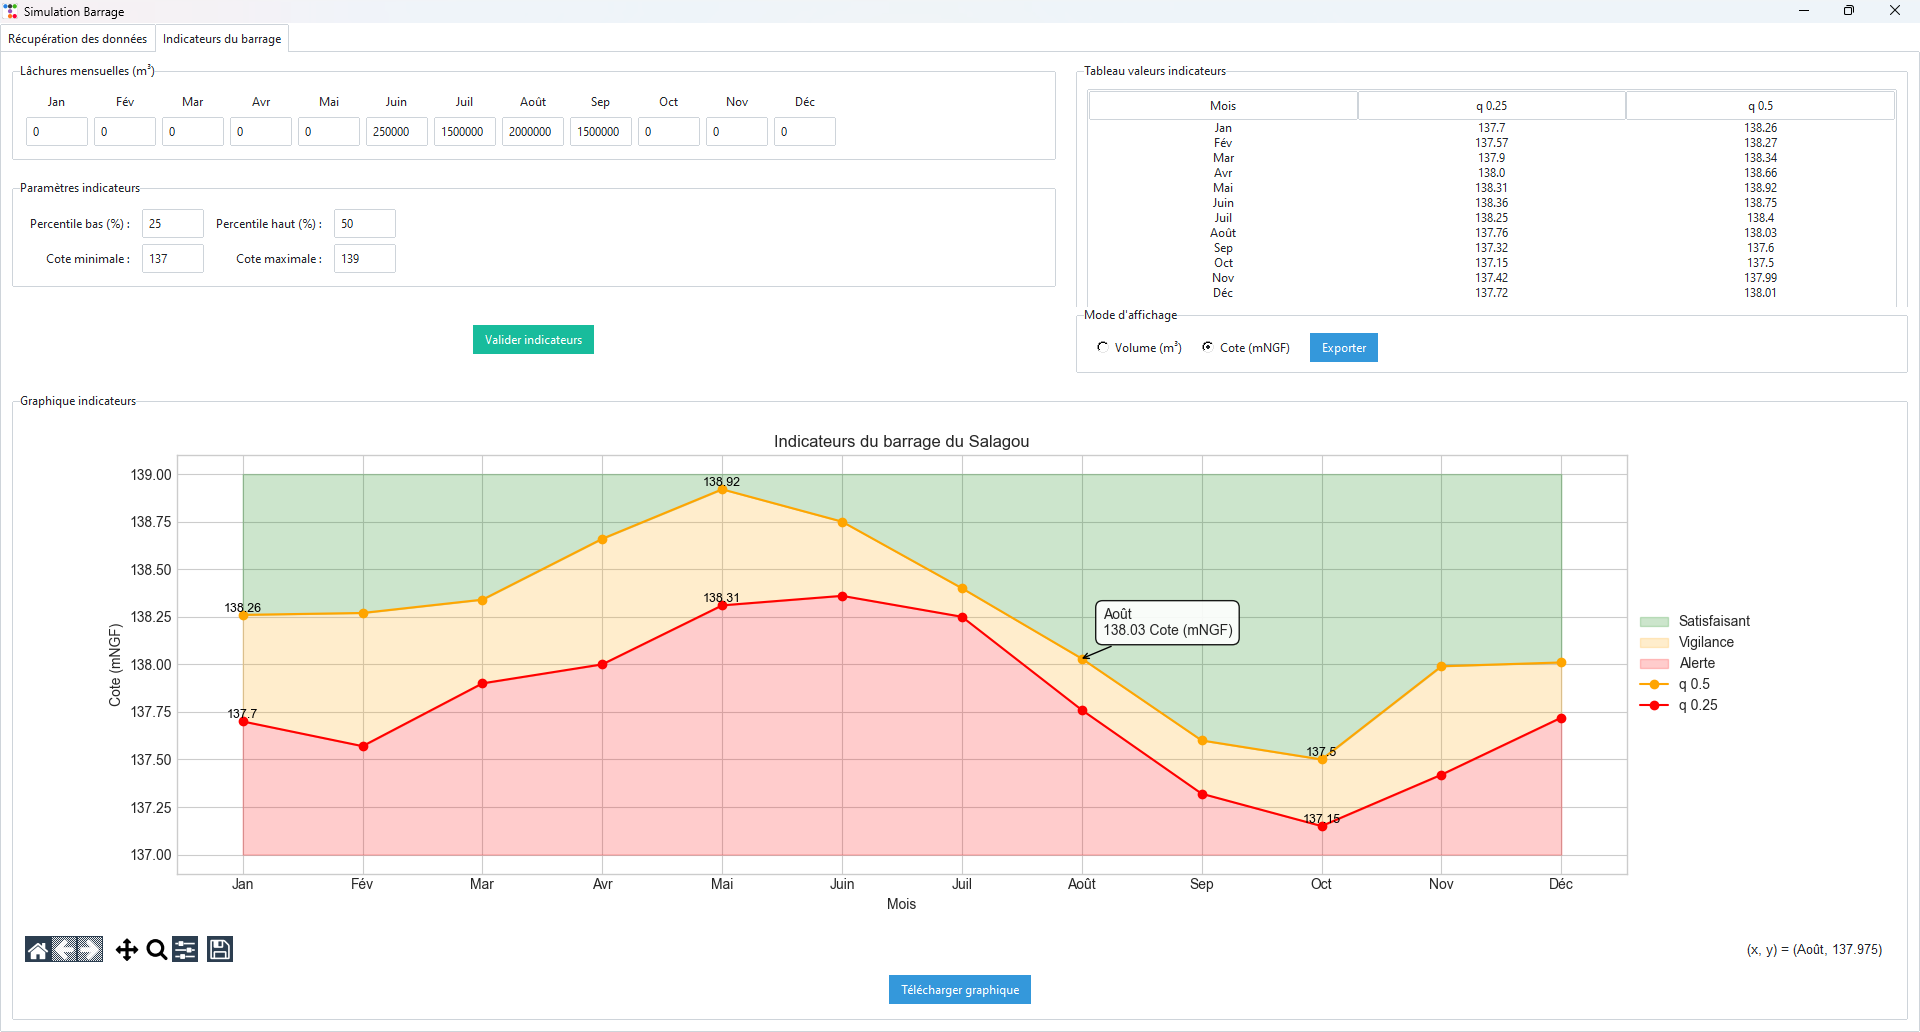 Simulation Barrage
Récupération des données
Indicateurs du barrage
Lâchures mensuelles (m³)
Jan Fév Mar Avr Mai Juin Juil Août Sep Oct Nov Déc
0 0 0 0 0 250000 1500000 2000000 1500000 0 0 0
Paramètres indicateurs
Percentile bas (%) : 25 Percentile haut (%) : 50
Cote minimale : 137 Cote maximale : 139
Valider indicateurs
Tableau valeurs indicateurs
Mois q 0.25 q 0.5
Jan 137.7 138.26
Fév 137.57 138.27
Mar 137.9 138.34
Avr 138.0 138.66
Mai 138.31 138.92
Juin 138.36 138.75
Juil 138.25 138.4
Août 137.76 138.03
Sep 137.32 137.6
Oct 137.15 137.5
Nov 137.42 137.99
Déc 137.72 138.01
Mode d'affichage
Volume (m³) Cote (mNGF) Exporter
Graphique indicateurs
Indicateurs du barrage du Salagou
139.00
138.75
138.50
138.25
138.00
137.75
137.50
137.25
137.00
Cote (mNGF)
138.26
138.92
138.31
137.7
137.5
137.15
Août
138.03 Cote (mNGF)
Jan Fév Mar Avr Mai Juin Juil Août Sep Oct Nov Déc
Mois
Satisfaisant
Vigilance
Alerte
q 0.5
q 0.25
(x, y) = (Août, 137.975)
Télécharger graphique